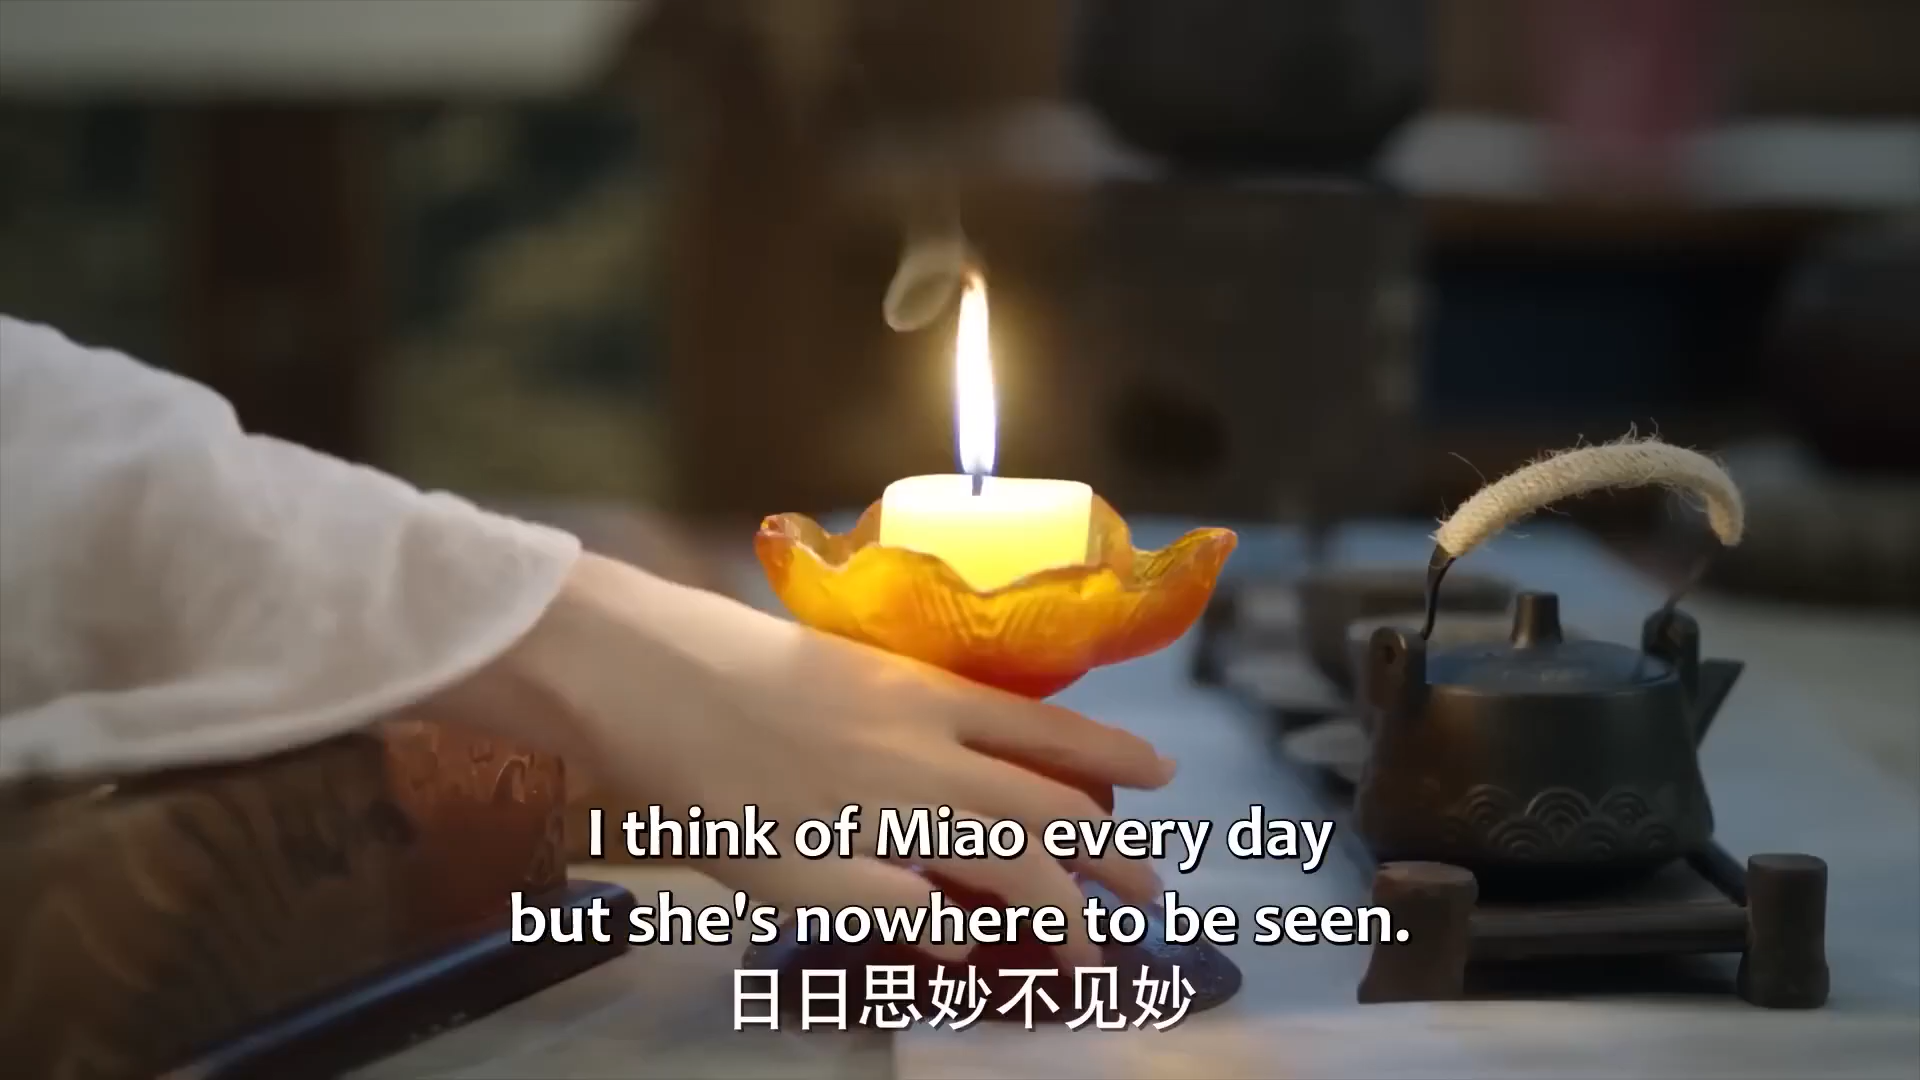 I think of Miao every day
but she's nowhere to be seen.
日日思妙不见妙